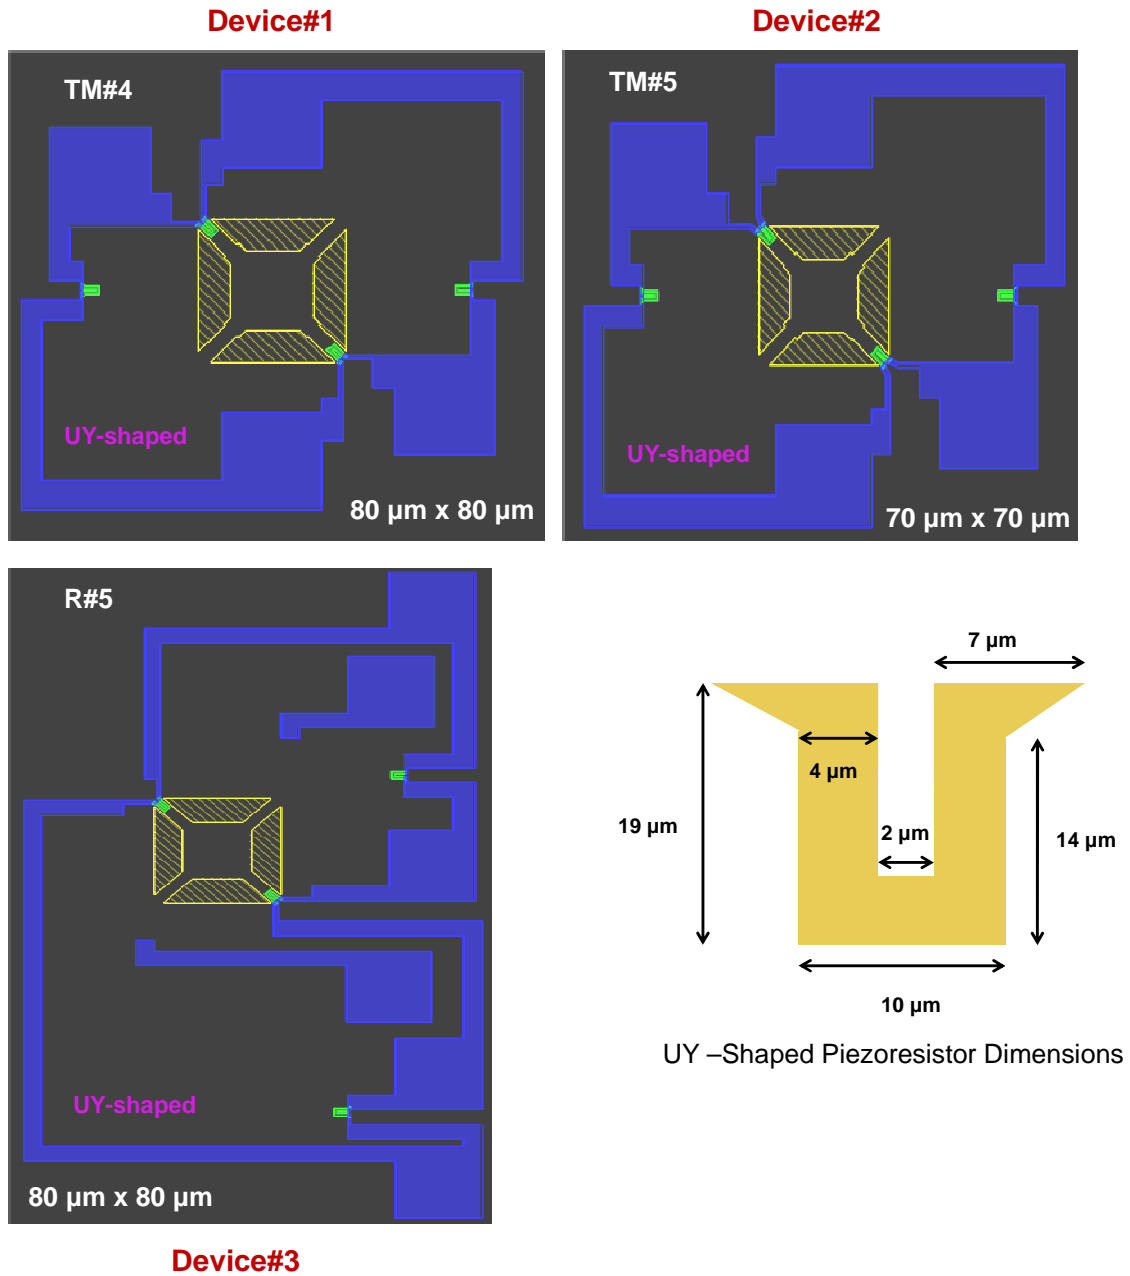 Device#1
Device#2
TM#4
TM#5
UY-shaped
UY-shaped
80 µm x 80 µm
70 µm x 70 µm
R#5
7 µm
4 µm
19 µm
2 µm
14 µm
10 µm
UY –Shaped Piezoresistor Dimensions
UY-shaped
80 µm x 80 µm
Device#3